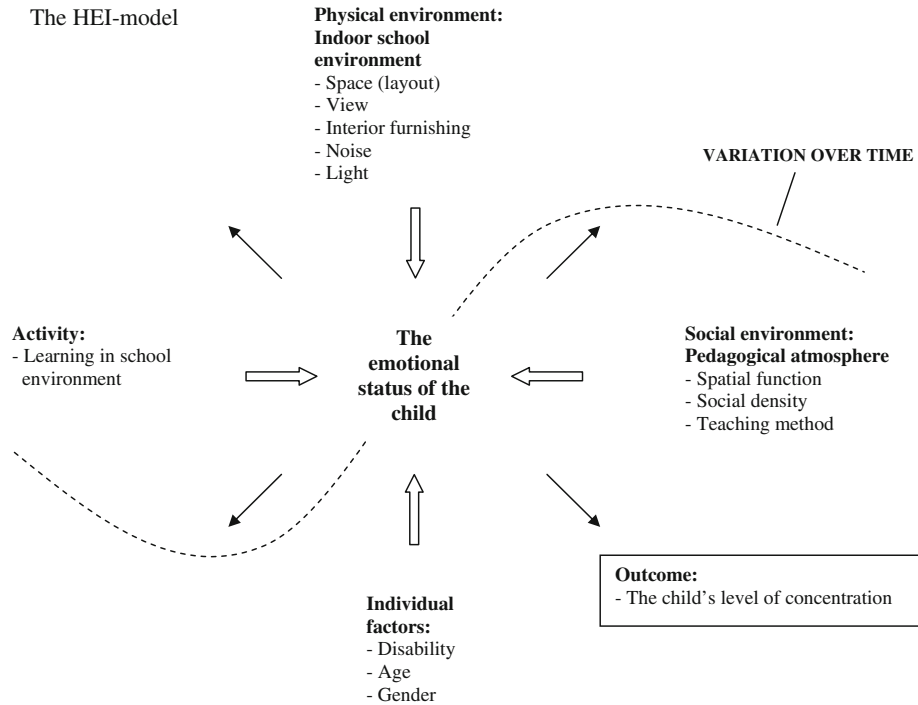 The HEI-model
Physical environment:
Indoor school
environment
- Space (layout)
- View
- Interior furnishing
- Noise
- Light
VARIATION OVER TIME
Activity:
- Learning in school
environment
The
emotional
status of the
child
Social environment:
Pedagogical atmosphere
- Spatial function
- Social density
- Teaching method
Outcome:
- The child's level of concentration
Individual
factors:
- Disability
- Age
- Gender